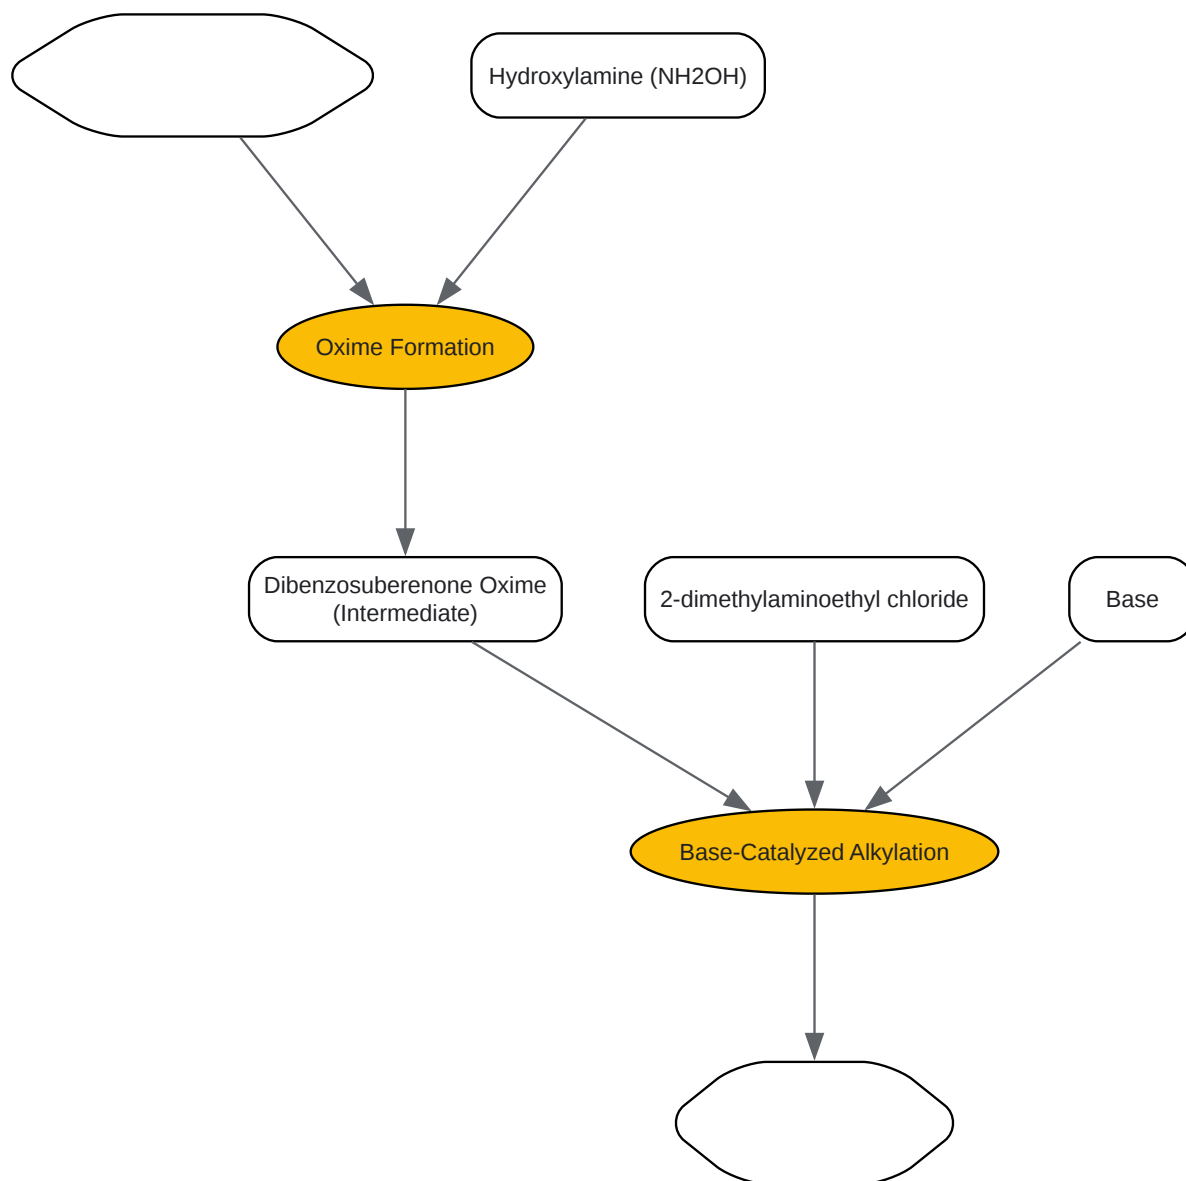 Hydroxylamine (NH2OH)
Oxime Formation
Dibenzosuberenone Oxime
(Intermediate)
2-dimethylaminoethyl chloride
Base
Base-Catalyzed Alkylation